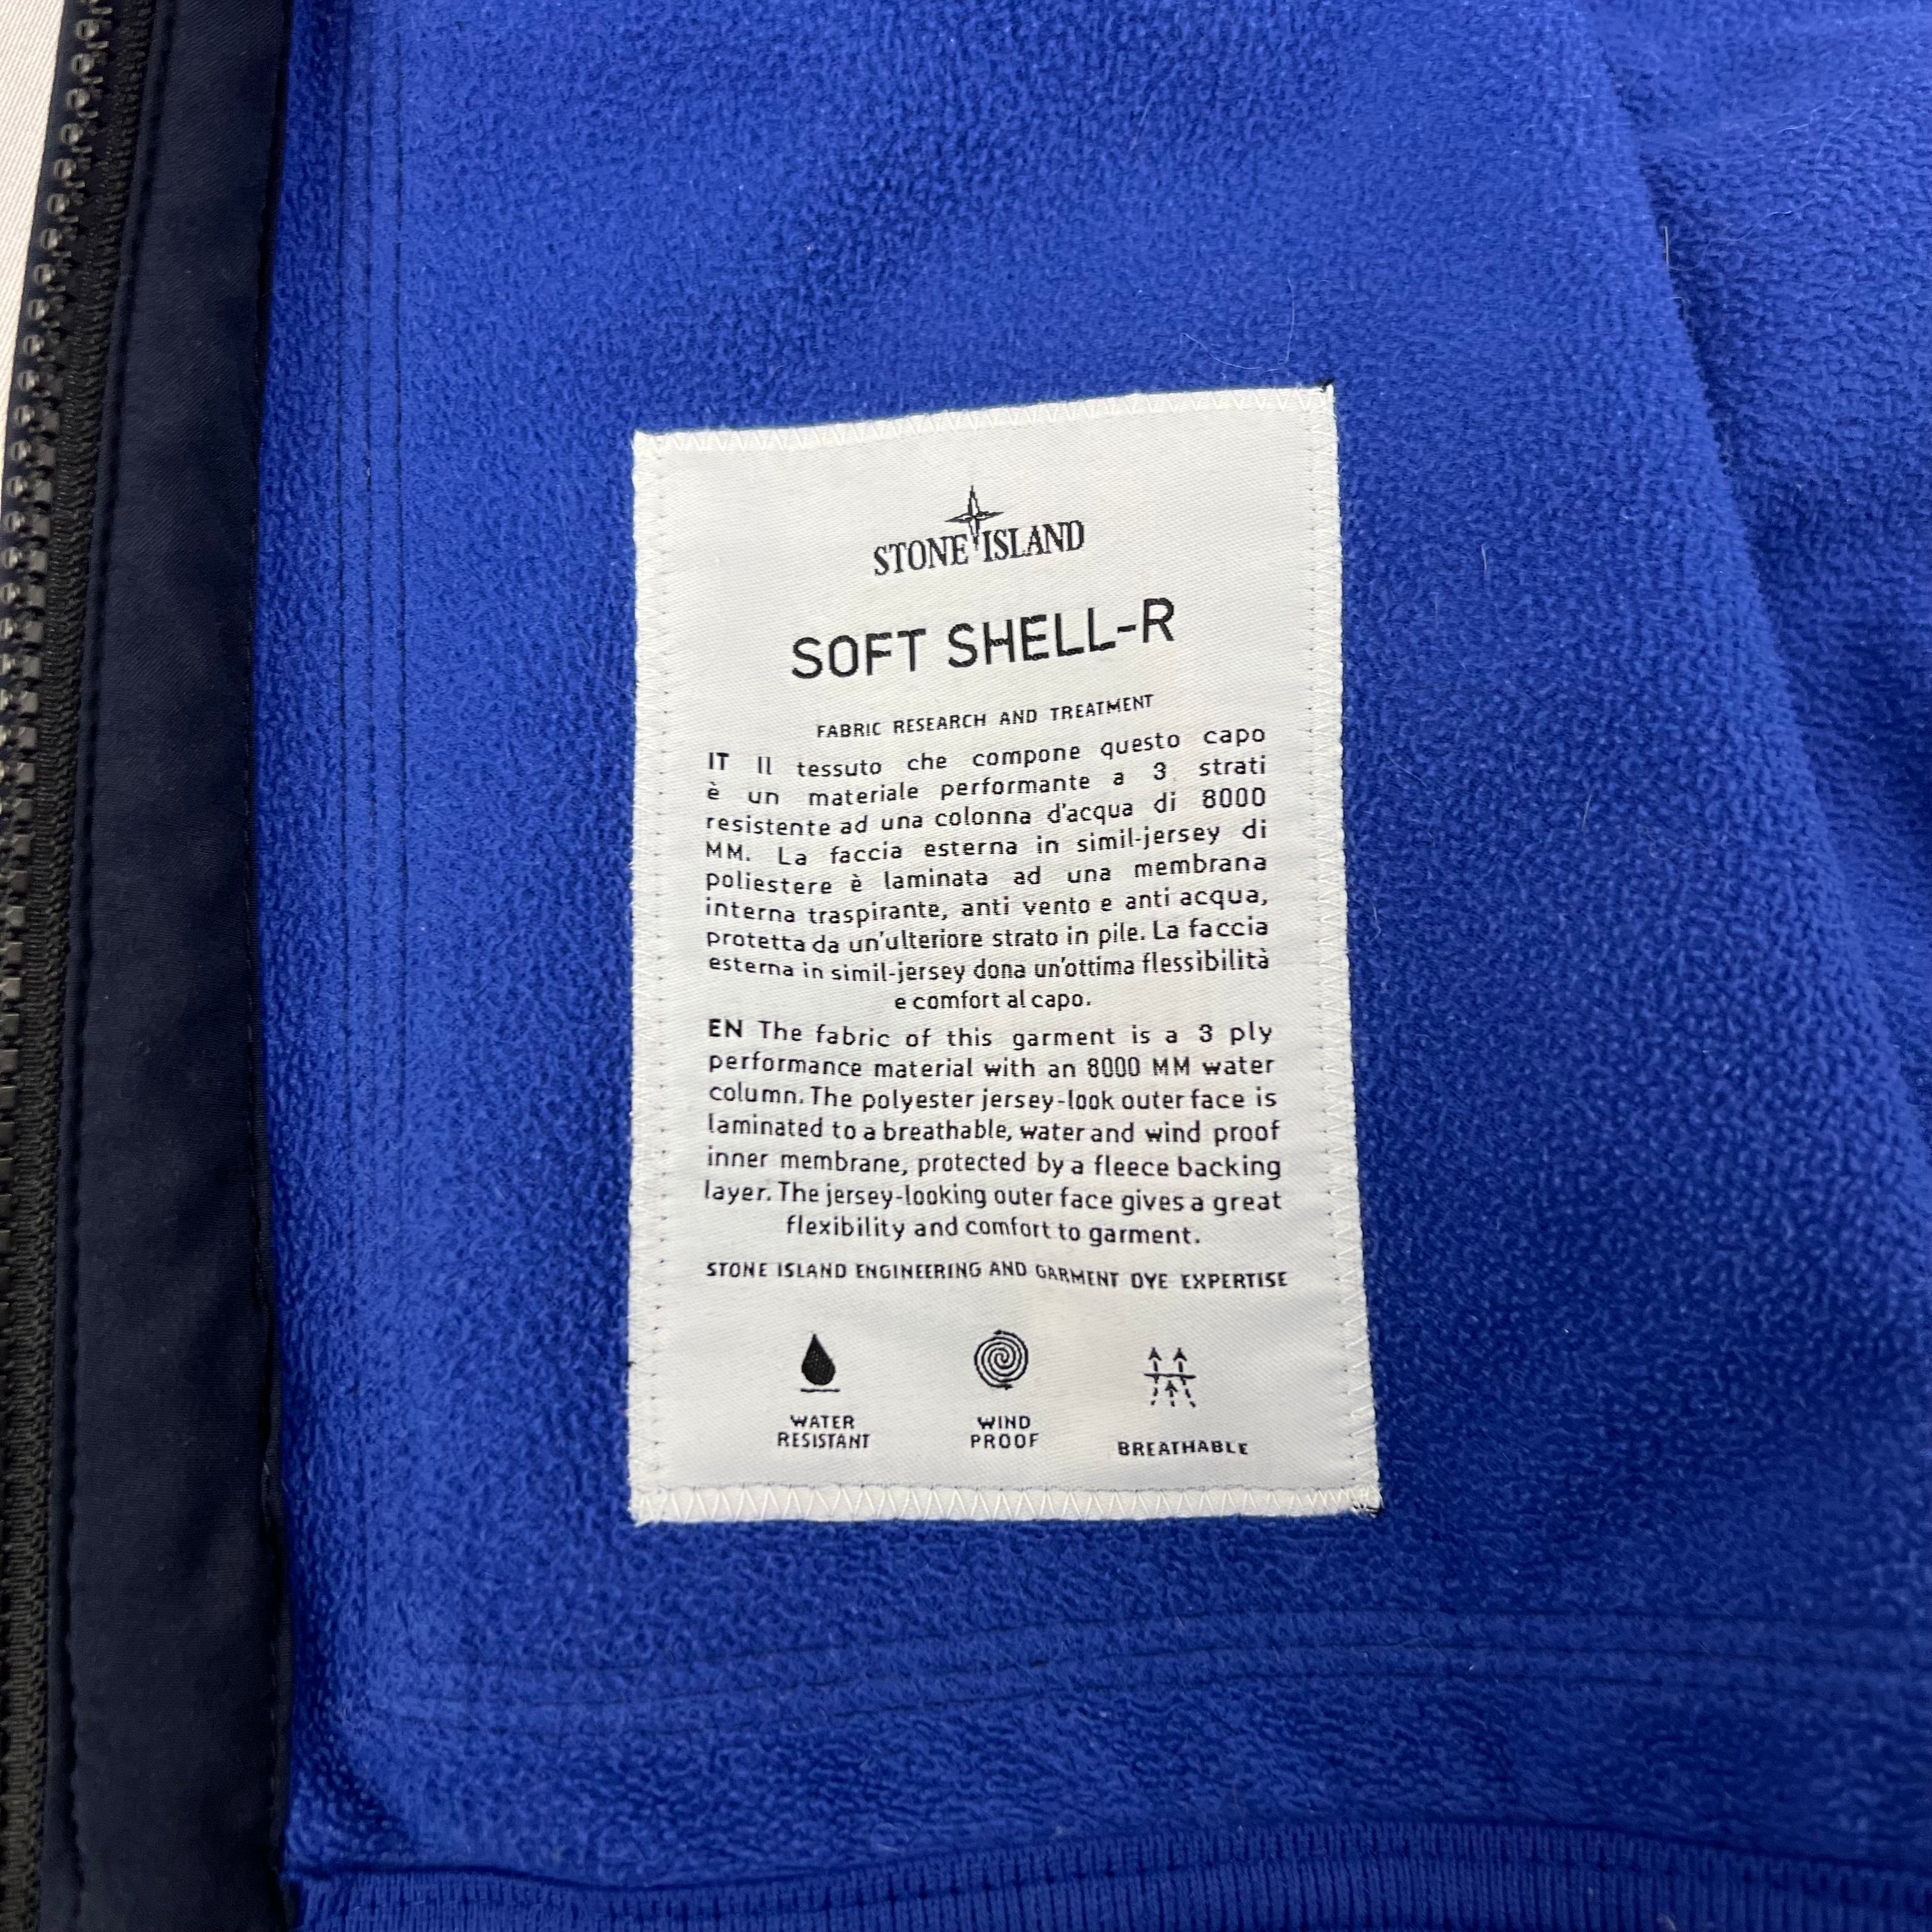 STONE ISLAND
SOFT SHELL-R
FABRIC RESEARCH AND TREATMENT
IT Il tessuto che compone questo capo
è un materiale performante a 3 strati
resistente ad una colonna d'acqua di 8000
MM. La faccia esterna in simil-jersey di
poliestere è laminata ad una membrana
interna traspirante, anti vento e anti acqua,
protetta da un'ulteriore strato in pile. La faccia
esterna in simil-jersey dona un'ottima flessibilità
e comfort al capo.
EN The fabric of this garment is a 3 ply
performance material with an 8000 MM water
column. The polyester jersey-look outer face is
laminated to a breathable, water and wind proof
inner membrane, protected by a fleece backing
layer. The jersey-looking outer face gives a great
flexibility and comfort to garment.
STONE ISLAND ENGINEERING AND GARMENT DYE EXPERTISE
WATER WIND
RESISTANT PROOF BREATHABLE